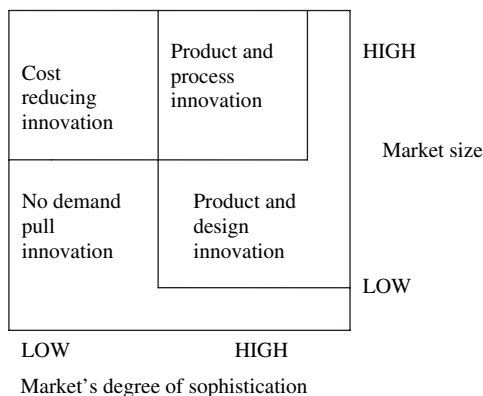 Cost
reducing
innovation
Product and
process
innovation
HIGH
Market size
No demand
pull
innovation
Product and
design
innovation
LOW
LOW
HIGH
Market's degree of sophistication